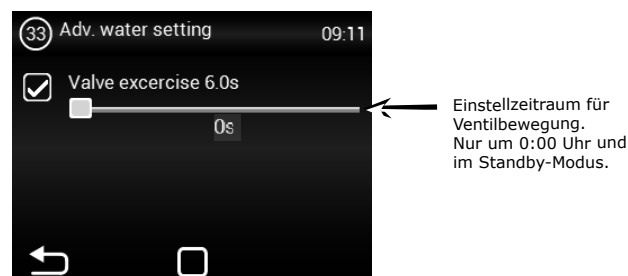 33 Adv. water setting 09:11
Valve excercise 6.0s
0s
Einstellzeitraum für
Ventilbewegung.
Nur um 0:00 Uhr und
im Standby-Modus.